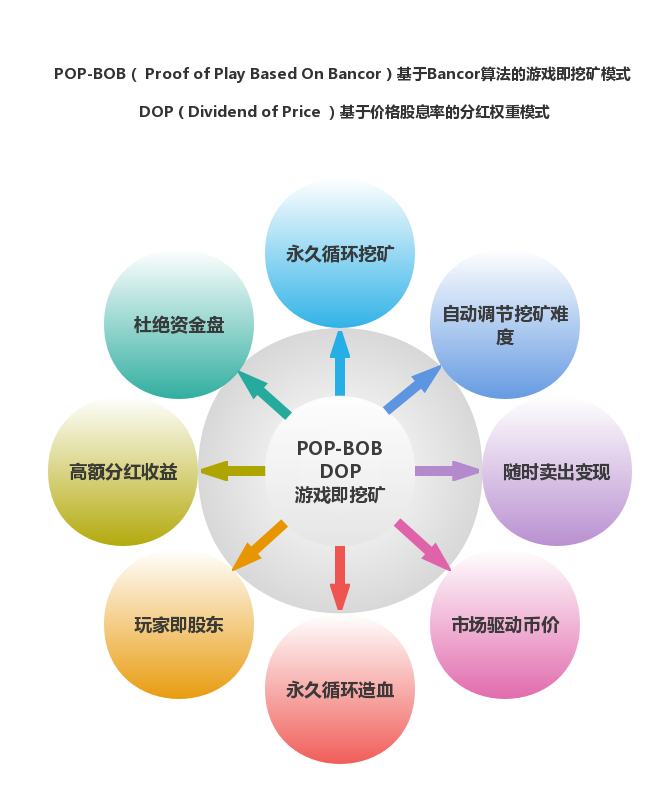 POP-BOB ( Proof of Play Based On Bancor ) 基于Bancor算法的游戏即挖矿模式
DOP ( Dividend of Price ) 基于价格股息率的分红权重模式
永久循环挖矿
杜绝资金盘
自动调节挖矿难
度
高额分红收益
POP-BOB
DOP
游戏即挖矿
随时卖出变现
玩家即股东
市场驱动币价
永久循环造血